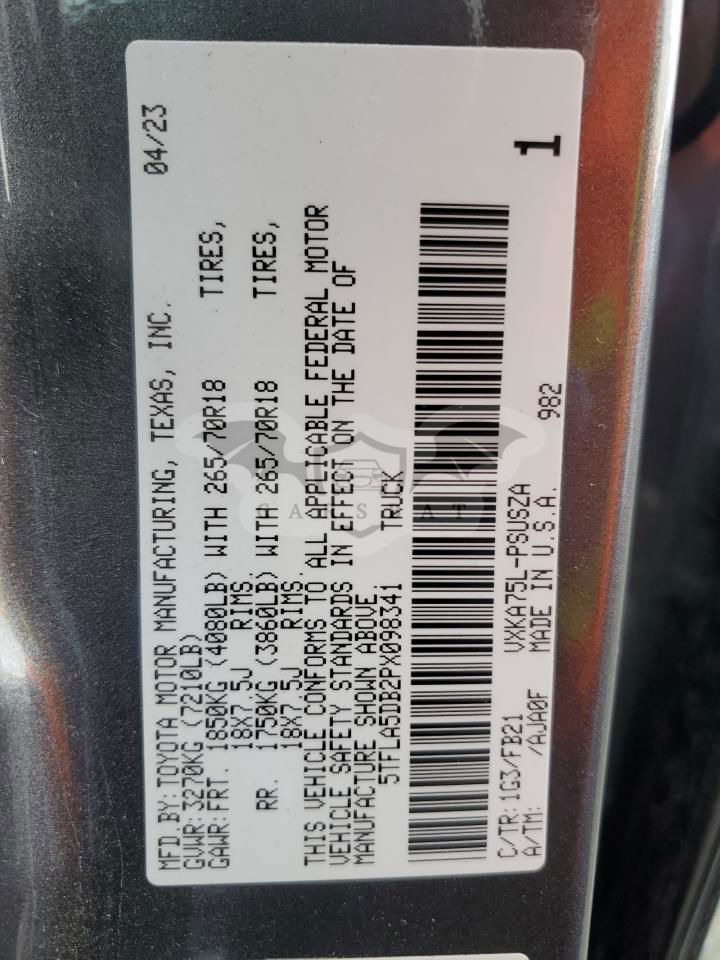 MFD.BY:TOYOTA MOTOR MANUFACTURING, TEXAS, INC. 04/23
GVWR:3270KG (7210LB)
GAWR:FRT. 1850KG (4080LB) WITH 265/70R18 TIRES,
18X7.5J RIMS
RR. 1750KG (3860LB) WITH 265/70R18 TIRES,
18X7.5J RIMS
THIS VEHICLE CONFORMS TO ALL APPLICABLE FEDERAL MOTOR
VEHICLE SAFETY STANDARDS IN EFFECT ON THE DATE OF
MANUFACTURE SHOWN ABOVE.
5TFLA5DB2PX098341 TRUCK
C/TR:1G3/FB21 VXKA75L-PSUSZA 982
A/TM: /AJA0F MADE IN U.S.A.
1